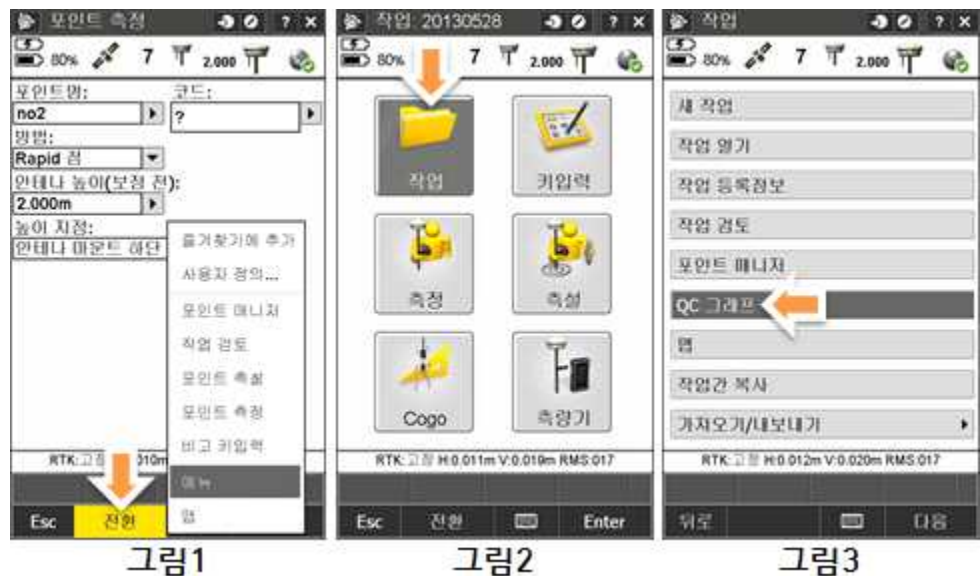 포인트 측정
80% 7 2.000
포인트명: 코드:
no2 ?
방법:
Rapid 점
안테나 높이(보정 전):
2.000m
높이 지정:
안테나 마운트 하단
즐겨찾기에 추가
사용자 정의...
포인트 매니저
작업 검토
포인트 측설
포인트 측정
비고 키입력
메뉴
맵
RTK:고정
Esc 전환
그림1
작업: 20130528
80% 7 2.000
작업 키입력
측정 측설
Cogo 측량기
RTK:고정 H:0.011m V:0.019m RMS:017
Esc 전환 Enter
그림2
작업
80% 7 2.000
새 작업
작업 열기
작업 등록정보
작업 검토
포인트 매니저
QC 그래프
맵
작업간 복사
가져오기/내보내기
RTK:고정 H:0.012m V:0.020m RMS:017
뒤로 다음
그림3